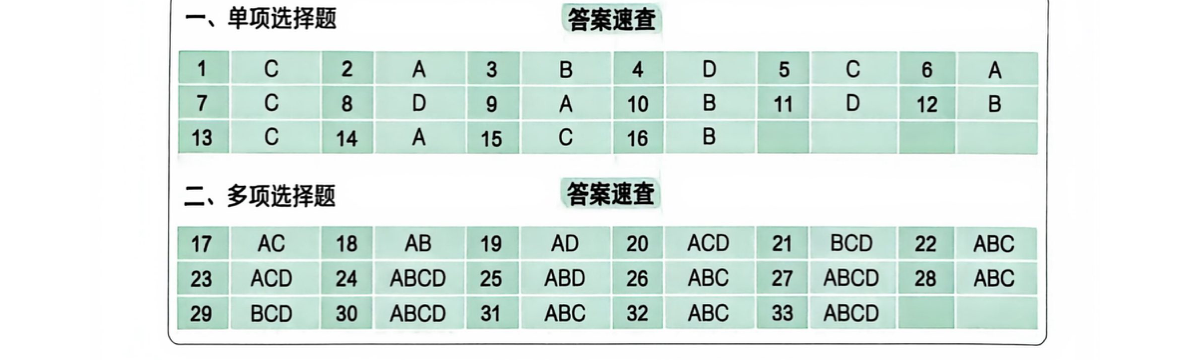 一、单项选择题 答案速查
1 C 2 A 3 B 4 D 5 C 6 A
7 C 8 D 9 A 10 B 11 D 12 B
13 C 14 A 15 C 16 B
二、多项选择题 答案速查
17 AC 18 AB 19 AD 20 ACD 21 BCD 22 ABC
23 ACD 24 ABCD 25 ABD 26 ABC 27 ABCD 28 ABC
29 BCD 30 ABCD 31 ABC 32 ABC 33 ABCD